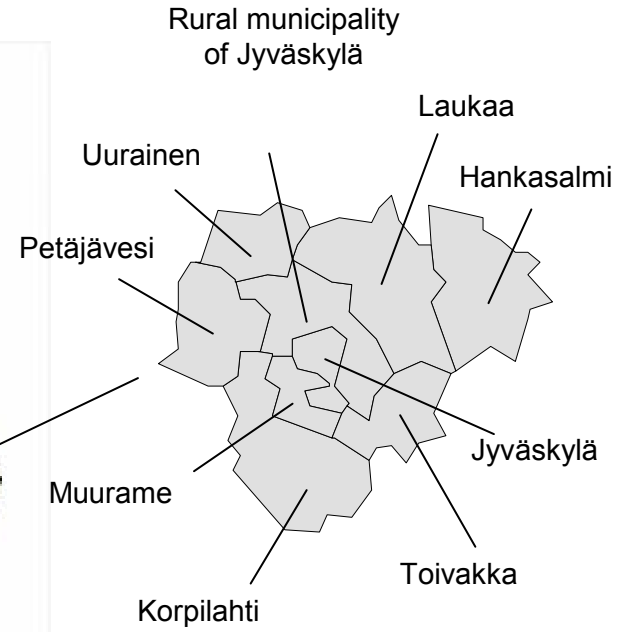 Rural municipality
of Jyväskylä
Laukaa
Uurainen
Hankasalmi
Petäjävesi
Jyväskylä
Muurame
Toivakka
Korpilahti